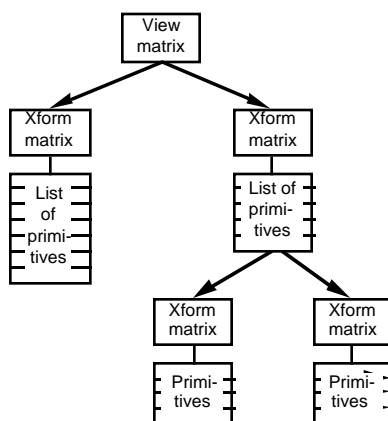 View
matrix
Xform
matrix
Xform
matrix
List
of
primi-
tives
List of
primi-
tives
Xform
matrix
Xform
matrix
Primi-
tives
Primi-
tives